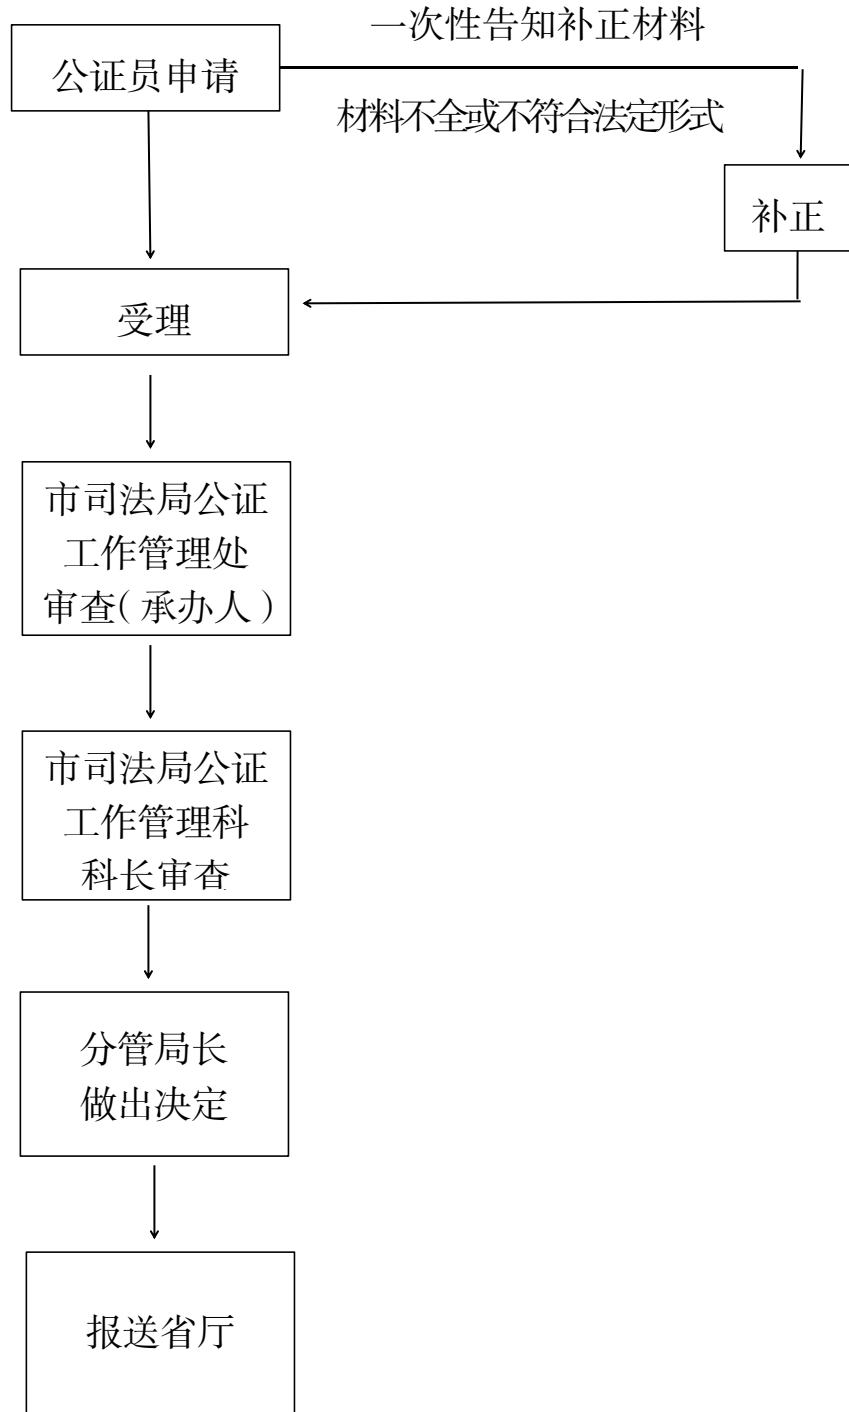 一次性告知补正材料
公证员申请
材料不全或不符合法定形式
补正
受理
市司法局公证
工作管理处
审查(承办人)
市司法局公证
工作管理科
科长审查
分管局长
做出决定
报送省厅